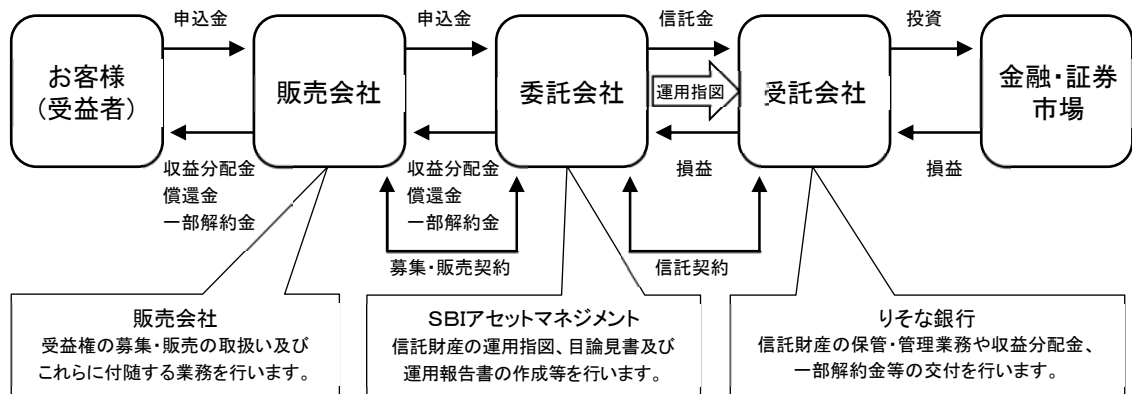 申込金
申込金
信託金
投資
お客様
(受益者)
販売会社
委託会社
運用指図
受託会社
金融・証券
市場
収益分配金
償還金
一部解約金
収益分配金
償還金
一部解約金
損益
損益
募集・販売契約
信託契約
販売会社
受益権の募集・販売の取扱い及び
これらに付随する業務を行います。
SBIアセットマネジメント
信託財産の運用指図、目論見書及び
運用報告書の作成等を行います。
りそな銀行
信託財産の保管・管理業務や収益分配金、
一部解約金等の交付を行います。